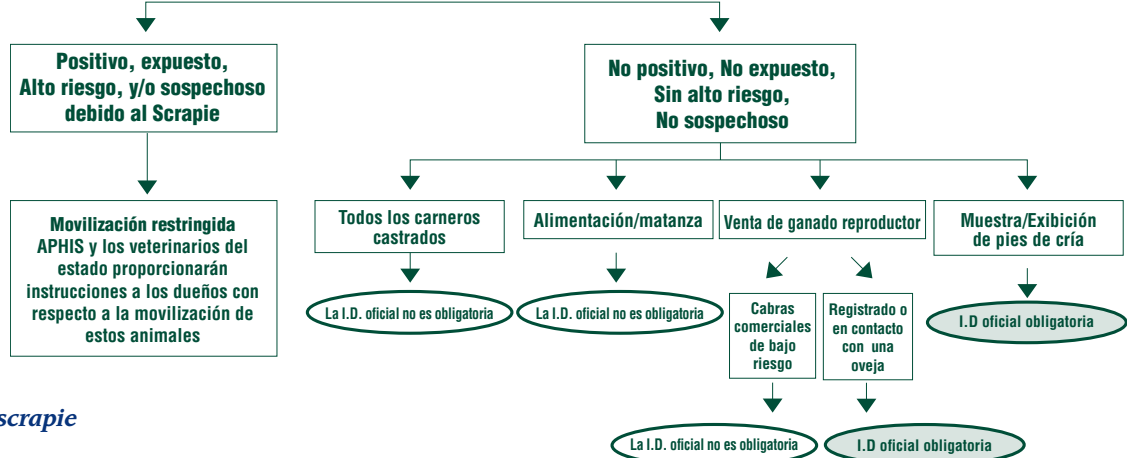 Positivo, expuesto,
Alto riesgo, y/o sospechoso
debido al Scrapie
No positivo, No expuesto,
Sin alto riesgo,
No sospechoso
Movilización restringida
APHIS y los veterinarios del
estado proporcionarán
instrucciones a los dueños con
respecto a la movilización de
estos animales
Todos los carneros
castrados
Alimentación/matanza
Venta de ganado reproductor
Muestra/Exibición
de pies de cría
La I.D. oficial no es obligatoria
La I.D. oficial no es obligatoria
Cabras
comerciales
de bajo
riesgo
Registrado o
en contacto
con una
oveja
I.D oficial obligatoria
La I.D. oficial no es obligatoria
I.D oficial obligatoria
scrapie